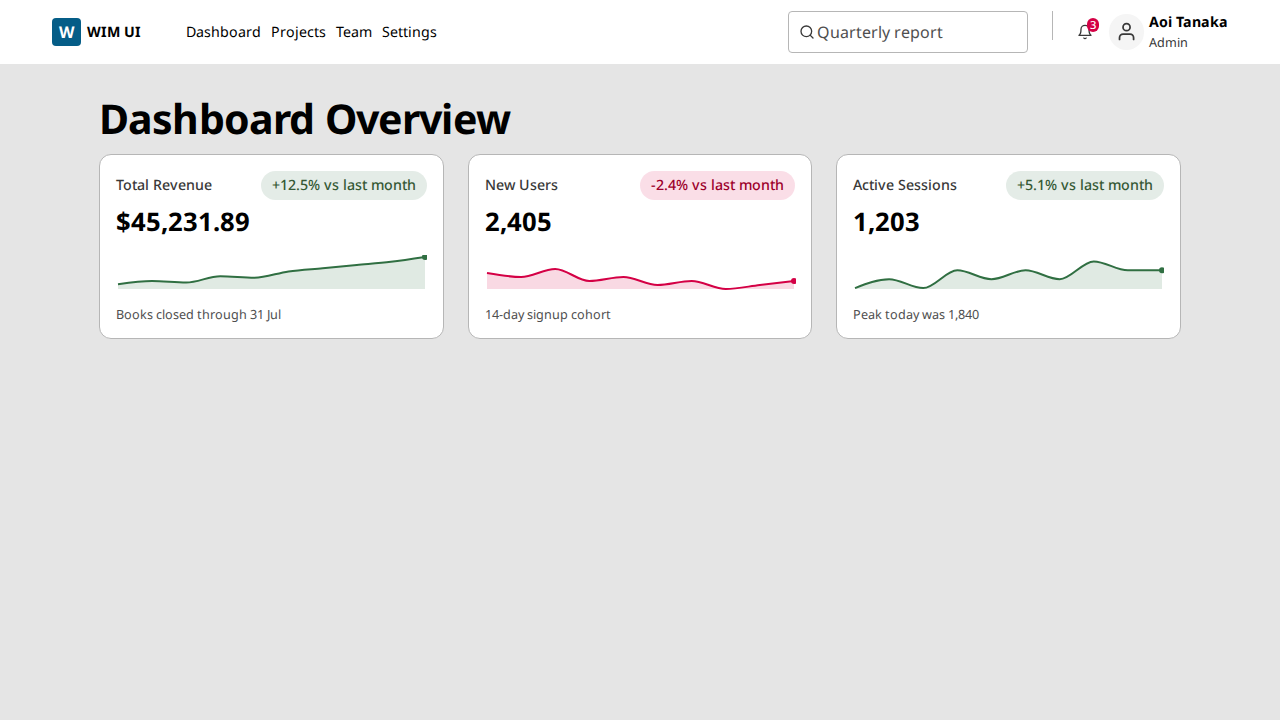 W WIM UI Dashboard Projects Team Settings Quarterly report 3 Aoi Tanaka
Admin
Dashboard Overview
Total Revenue +12.5% vs last month
$45,231.89
Books closed through 31 Jul
New Users -2.4% vs last month
2,405
14-day signup cohort
Active Sessions +5.1% vs last month
1,203
Peak today was 1,840